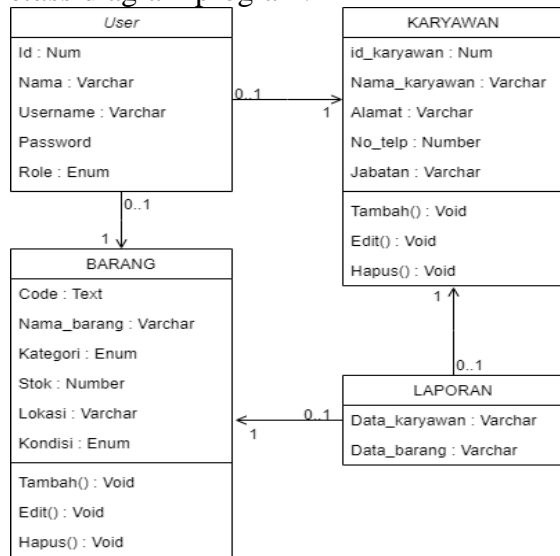 User
Id : Num
Nama : Varchar
Username : Varchar
Password
Role : Enum
0..1
1
KARYAWAN
id_karyawan : Num
Nama_karyawan : Varchar
Alamat : Varchar
No_telp : Number
Jabatan : Varchar
Tambah() : Void
Edit() : Void
Hapus() : Void
0..1
1
BARANG
Code : Text
Nama_barang : Varchar
Kategori : Enum
Stok : Number
Lokasi : Varchar
Kondisi : Enum
Tambah() : Void
Edit() : Void
Hapus() : Void
1
0..1
LAPORAN
Data_karyawan : Varchar
Data_barang : Varchar
0..1
1